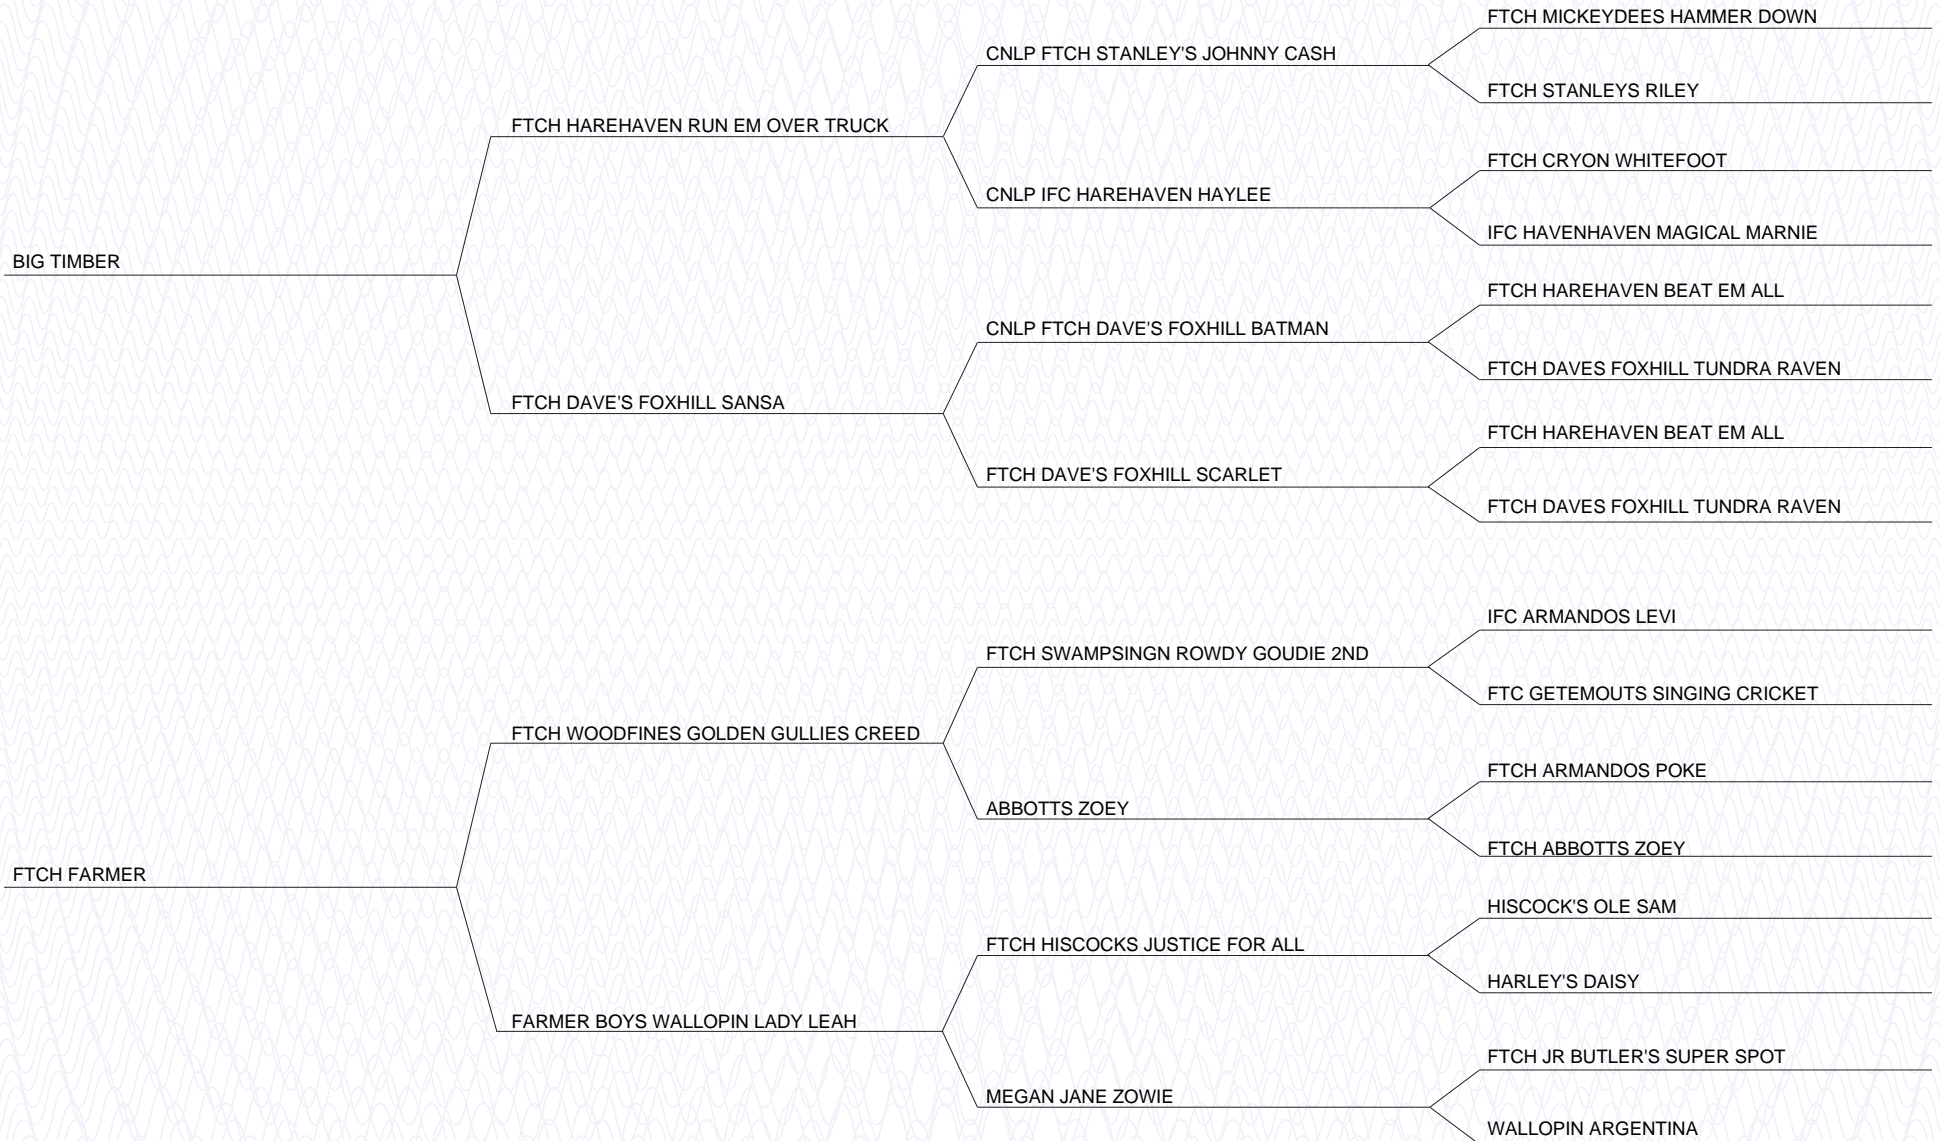 FTCH MICKEYDEES HAMMER DOWN
CNLP FTCH STANLEY'S JOHNNY CASH
FTCH STANLEYS RILEY
FTCH HAREHAVEN RUN EM OVER TRUCK
FTCH CRYON WHITEFOOT
CNLP IFC HAREHAVEN HAYLEE
IFC HAVENHAVEN MAGICAL MARNIE
BIG TIMBER
FTCH HAREHAVEN BEAT EM ALL
CNLP FTCH DAVE'S FOXHILL BATMAN
FTCH DAVES FOXHILL TUNDRA RAVEN
FTCH DAVE'S FOXHILL SANSA
FTCH HAREHAVEN BEAT EM ALL
FTCH DAVE'S FOXHILL SCARLET
FTCH DAVES FOXHILL TUNDRA RAVEN
IFC ARMANDOS LEVI
FTCH SWAMPSINGN ROWDY GOUDIE 2ND
FTC GETEMOUTS SINGING CRICKET
FTCH WOODFINES GOLDEN GULLIES CREED
FTCH ARMANDOS POKE
ABBOTTS ZOEY
FTCH ABBOTTS ZOEY
FTCH FARMER
HISCOCK'S OLE SAM
FTCH HISCOCKS JUSTICE FOR ALL
HARLEY'S DAISY
FARMER BOYS WALLOPIN LADY LEAH
FTCH JR BUTLER'S SUPER SPOT
MEGAN JANE ZOWIE
WALLOPIN ARGENTINA